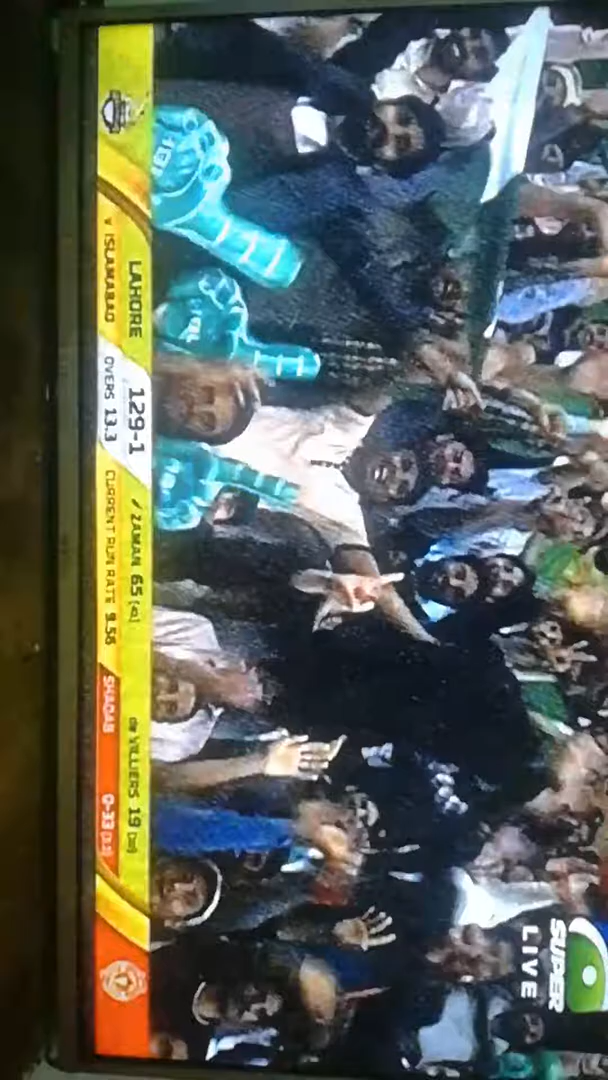 LAHORE 129-1 / ZAMAN 65 de VILLIERS 19
v ISLAMABAD OVERS 13.3 CURRENT RUN RATE 9.56 SHADAB 0-33
SUPER
LIVE